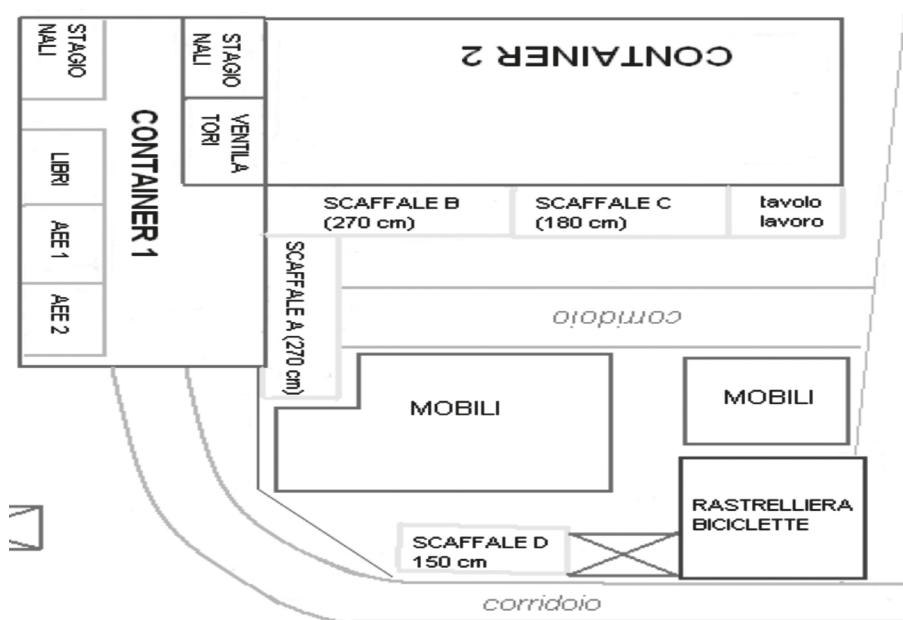 STAGIO
NALI
STAGIO
NALI
CONTAINER 2
VENTILA
TORI
CONTAINER 1
LIBRI
AEE 1
AEE 2
SCAFFALE B
(270 cm)
SCAFFALE C
(180 cm)
tavolo
lavoro
SCAFFALE A (270 cm)
corridoio
MOBILI
MOBILI
RASTRELLIERA
BICICLETTE
SCAFFALE D
150 cm
corridoio